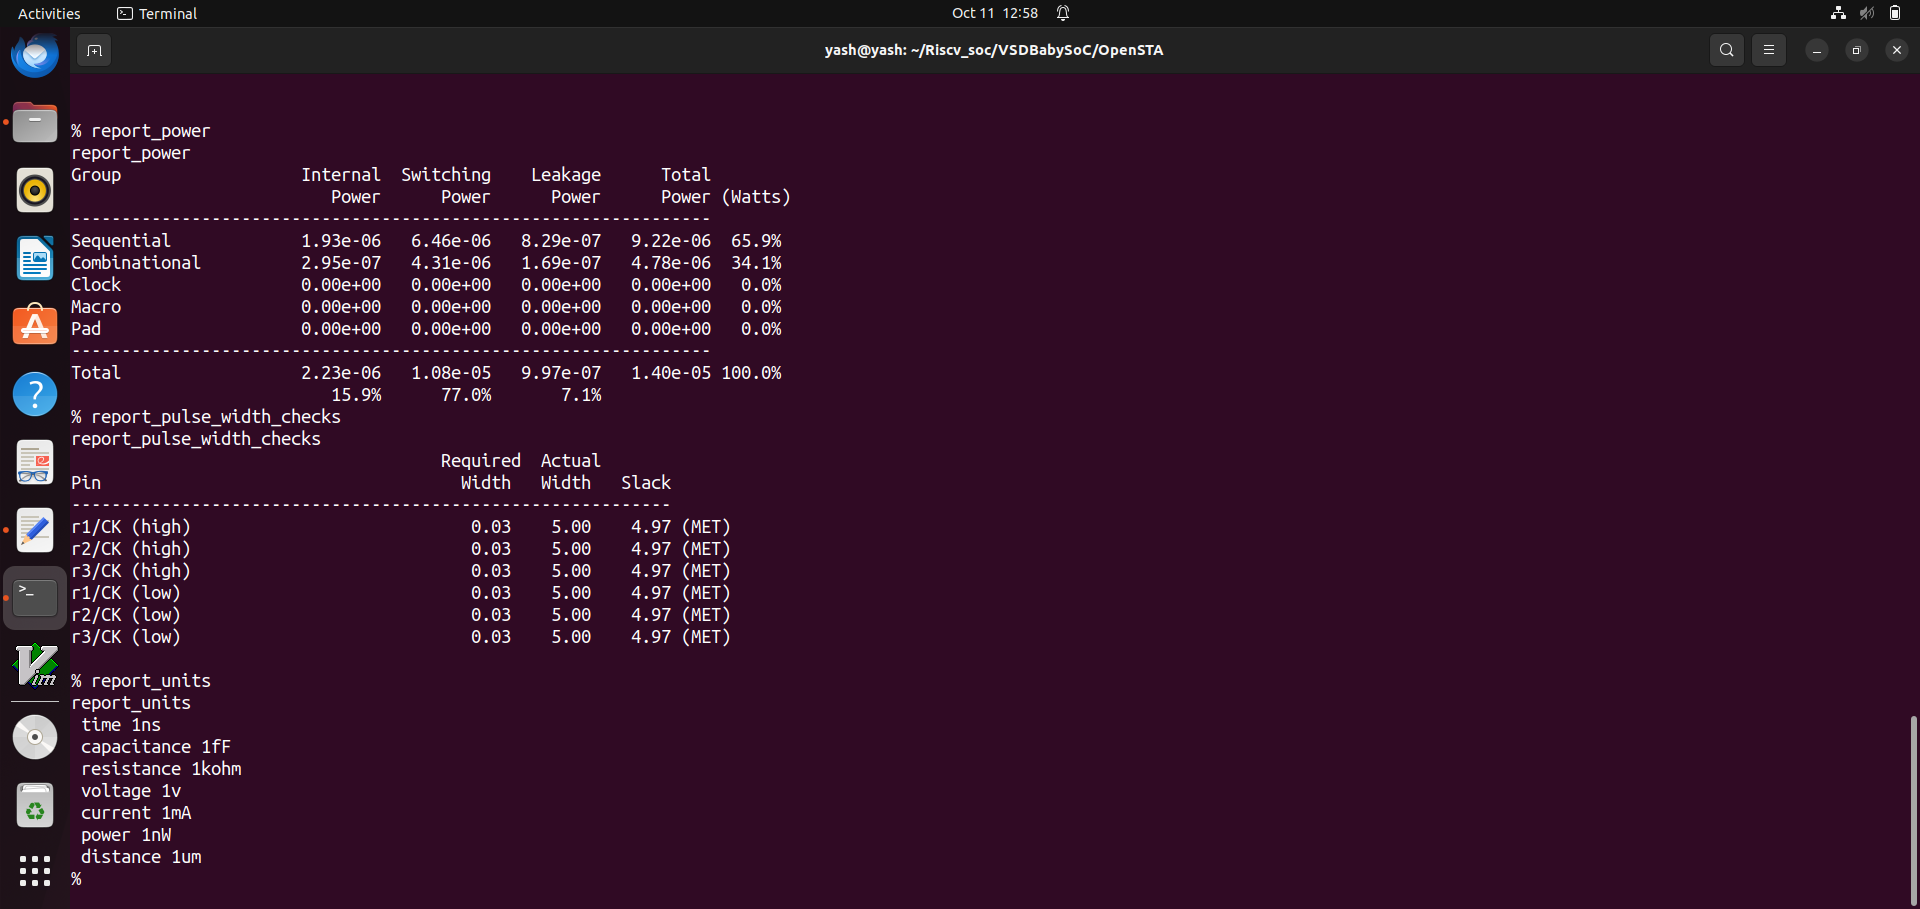 Activities Terminal Oct 11 12:58
yash@yash: ~/Riscv_soc/VSDBabySoC/OpenSTA
% report_power
report_power
Group                  Internal  Switching    Leakage      Total
                          Power      Power      Power      Power (Watts)
----------------------------------------------------------------
Sequential             1.93e-06   6.46e-06   8.29e-07   9.22e-06  65.9%
Combinational          2.95e-07   4.31e-06   1.69e-07   4.78e-06  34.1%
Clock                  0.00e+00   0.00e+00   0.00e+00   0.00e+00   0.0%
Macro                  0.00e+00   0.00e+00   0.00e+00   0.00e+00   0.0%
Pad                    0.00e+00   0.00e+00   0.00e+00   0.00e+00   0.0%
----------------------------------------------------------------
Total                  2.23e-06   1.08e-05   9.97e-07   1.40e-05 100.0%
                          15.9%      77.0%       7.1%
% report_pulse_width_checks
report_pulse_width_checks
                                     Required  Actual
Pin                                    Width   Width   Slack
------------------------------------------------------------
r1/CK (high)                            0.03    5.00    4.97 (MET)
r2/CK (high)                            0.03    5.00    4.97 (MET)
r3/CK (high)                            0.03    5.00    4.97 (MET)
r1/CK (low)                             0.03    5.00    4.97 (MET)
r2/CK (low)                             0.03    5.00    4.97 (MET)
r3/CK (low)                             0.03    5.00    4.97 (MET)
% report_units
report_units
 time 1ns
 capacitance 1fF
 resistance 1kohm
 voltage 1v
 current 1mA
 power 1nW
 distance 1um
%